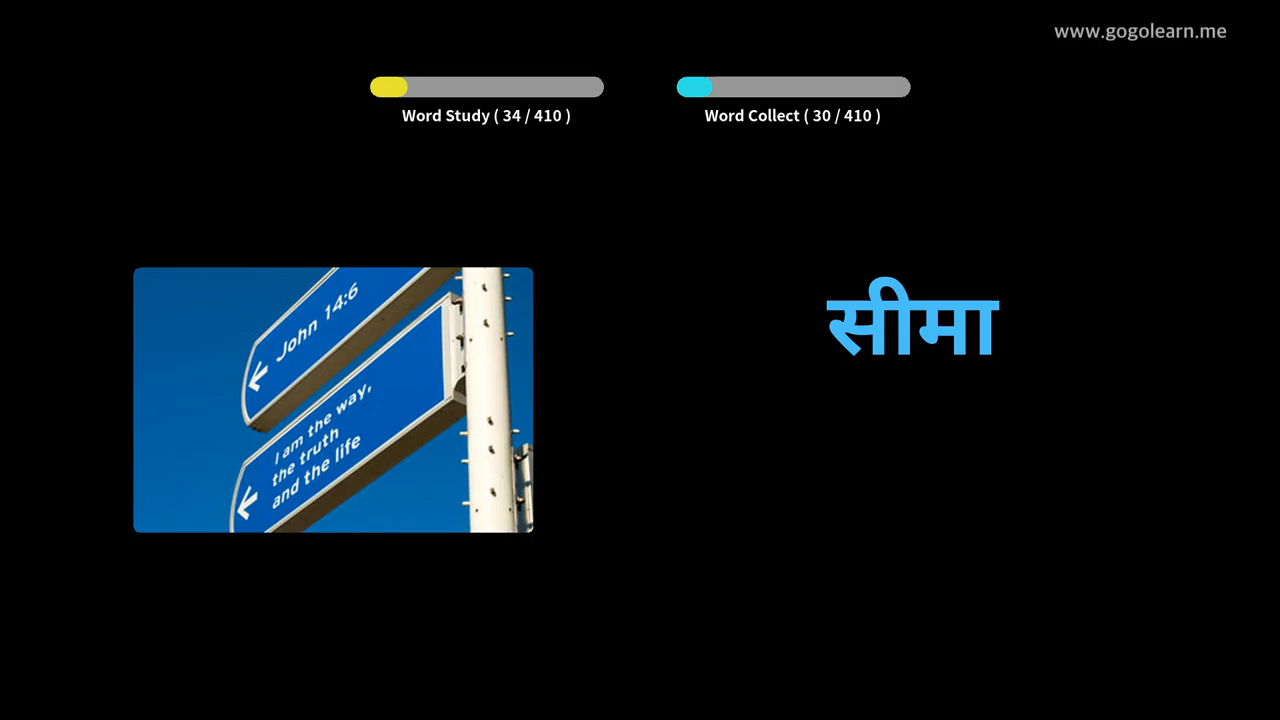 www.gogolearn.me
Word Study ( 34 / 410 )
Word Collect ( 30 / 410 )
John 14:6
I am the way,
the truth
and the life
सीमा